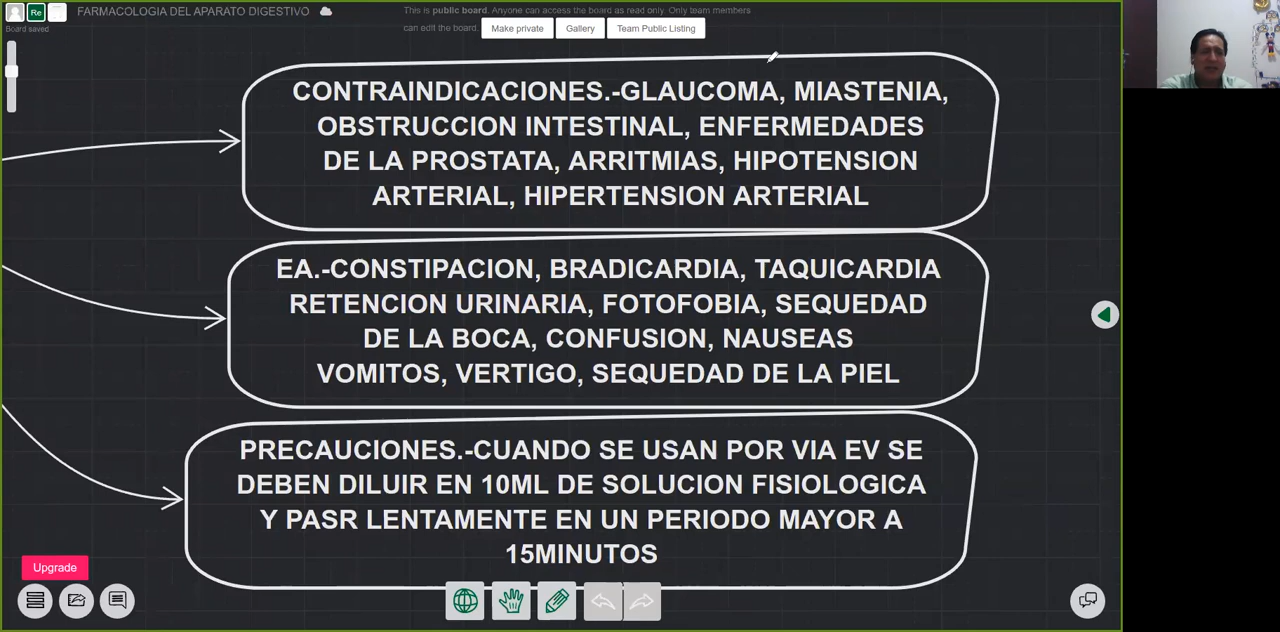 Re
FARMACOLOGIA DEL APARATO DIGESTIVO
Board saved
This is public board. Anyone can access the board as read only. Only team members
can edit the board.
Make private
Gallery
Team Public Listing
CONTRAINDICACIONES.-GLAUCOMA, MIASTENIA,
OBSTRUCCION INTESTINAL, ENFERMEDADES
DE LA PROSTATA, ARRITMIAS, HIPOTENSION
ARTERIAL, HIPERTENSION ARTERIAL
EA.-CONSTIPACION, BRADICARDIA, TAQUICARDIA
RETENCION URINARIA, FOTOFOBIA, SEQUEDAD
DE LA BOCA, CONFUSION, NAUSEAS
VOMITOS, VERTIGO, SEQUEDAD DE LA PIEL
PRECAUCIONES.-CUANDO SE USAN POR VIA EV SE
DEBEN DILUIR EN 10ML DE SOLUCION FISIOLOGICA
Y PASR LENTAMENTE EN UN PERIODO MAYOR A
15MINUTOS
Upgrade